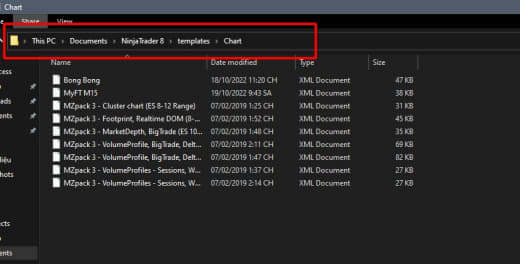 Chart
Share View
This PC > Documents > NinjaTrader 8 > templates > Chart
Name Date modified Type Size
ccess
Bong Bong 18/10/2022 11:20 CH XML Document 47 KB
MyFT M15 19/10/2022 9:43 SA XML Document 38 KB
MZpack 3 - Cluster chart (ES 8-12 Range) 07/02/2019 1:25 CH XML Document 31 KB
ads
MZpack 3 - Footprint, Realtime DOM (8-... 07/02/2019 1:52 CH XML Document 45 KB
ents
MZpack 3 - MarketDepth, BigTrade (ES 10... 07/02/2019 1:48 CH XML Document 35 KB
MZpack 3 - VolumeProfile, BigTrade, Delt... 07/02/2019 2:11 CH XML Document 69 KB
MZpack 3 - VolumeProfile, BigTrade, Delt... 07/02/2019 1:47 CH XML Document 82 KB
liệu
MZpack 3 - VolumeProfiles - Sessions, W... 07/02/2019 1:37 CH XML Document 27 KB
shots
MZpack 3 - VolumeProfiles - Sessions, W... 07/02/2019 2:14 CH XML Document 27 KB
ects
ents